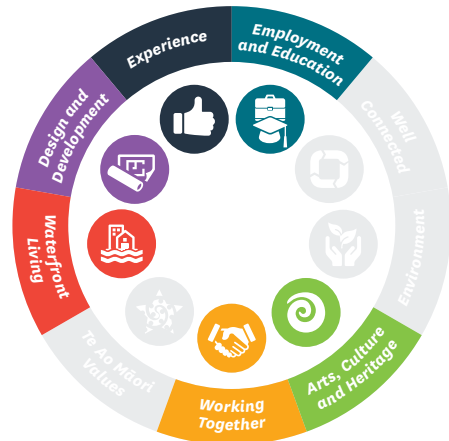 Experience
Employment
and Education
Well
Connected
Environment
Arts, Culture
and Heritage
Working
Together
Te Ao Māori
Values
Waterfront
Living
Design and
Development